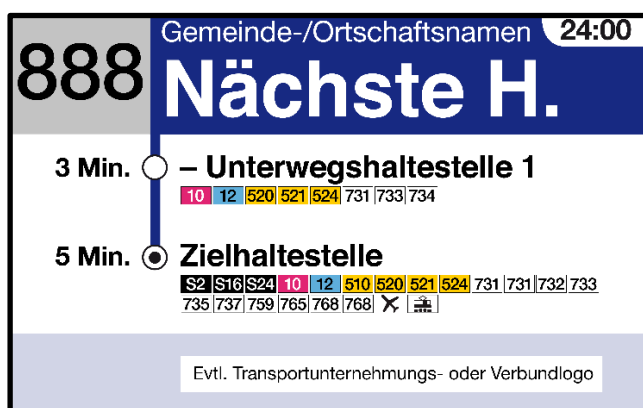 888 Gemeinde-/Ortschaftsnamen 24:00
Nächste H.
3 Min. – Unterwegshaltestelle 1
10 12 520 521 524 731 733 734
5 Min. Zielhaltestelle
S2 S16 S24 10 12 510 520 521 524 731 731 732 733
735 737 759 765 768 768
Evtl. Transportunternehmungs- oder Verbundlogo